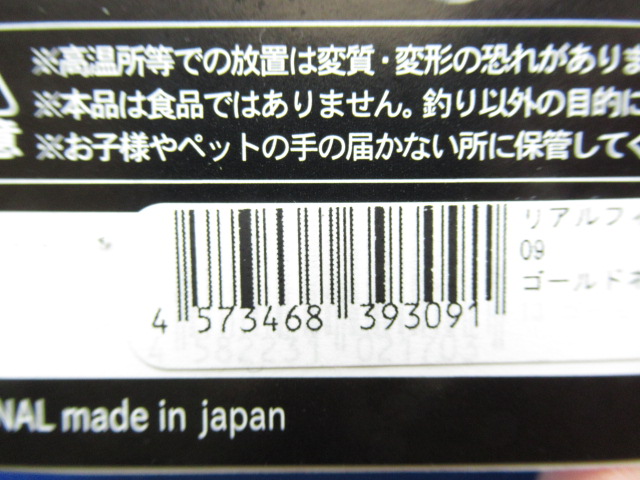 ※高温所等での放置は変質・変形の恐れがありま
※本品は食品ではありません。釣り以外の目的に
意 ※お子様やペットの手の届かない所に保管してく
リアルフィ
09
ゴールドギ
4 573468 393091
4 582231 021703
NAL made in japan